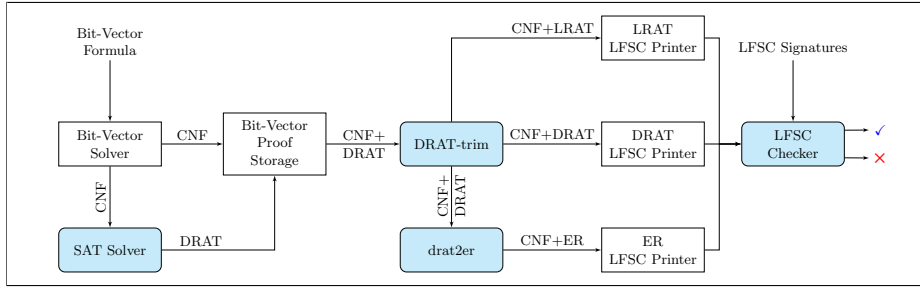 Bit-Vector
Formula
CNF+LRAT
LRAT
LFSC Printer
LFSC Signatures
Bit-Vector
Solver
CNF
Bit-Vector
Proof
Storage
CNF+
DRAT
DRAT-trim
CNF+DRAT
DRAT
LFSC Printer
LFSC
Checker
✓
✕
CNF
CNF+
DRAT
SAT Solver
DRAT
drat2er
CNF+ER
ER
LFSC Printer